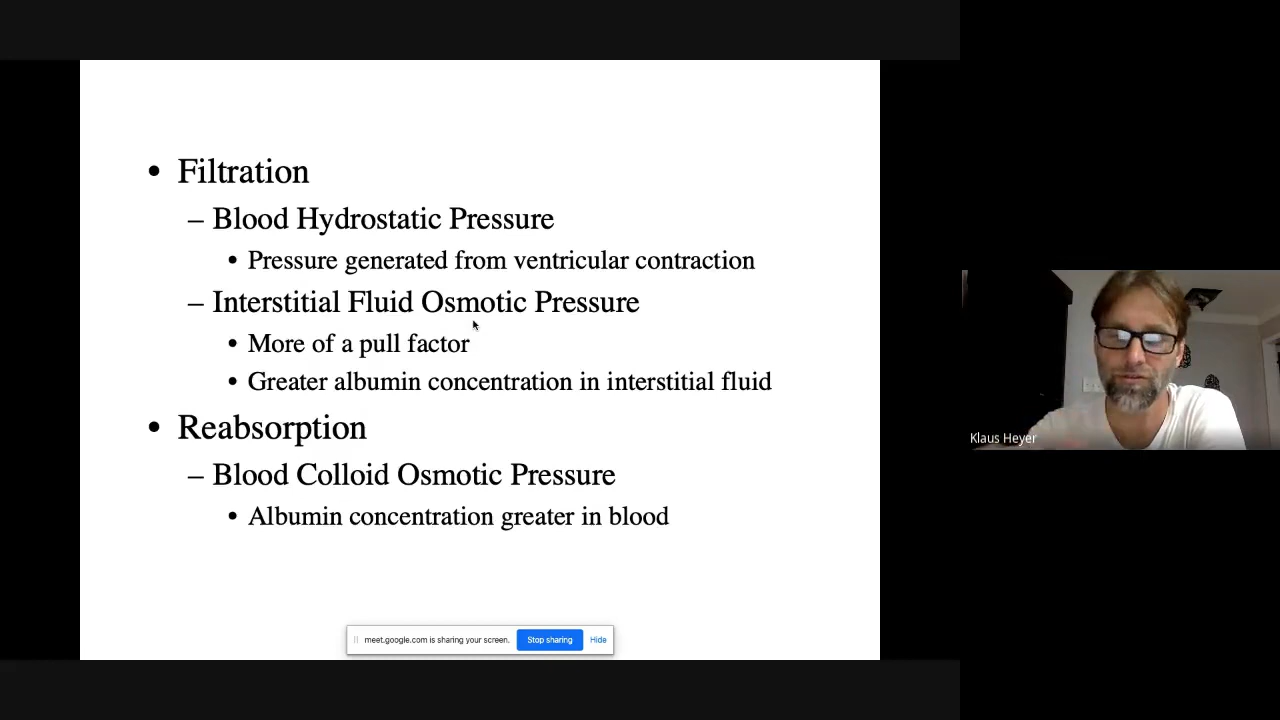 • Filtration
– Blood Hydrostatic Pressure
• Pressure generated from ventricular contraction
– Interstitial Fluid Osmotic Pressure
• More of a pull factor
• Greater albumin concentration in interstitial fluid
• Reabsorption
– Blood Colloid Osmotic Pressure
• Albumin concentration greater in blood
meet.google.com is sharing your screen. Stop sharing Hide
Klaus Heyer